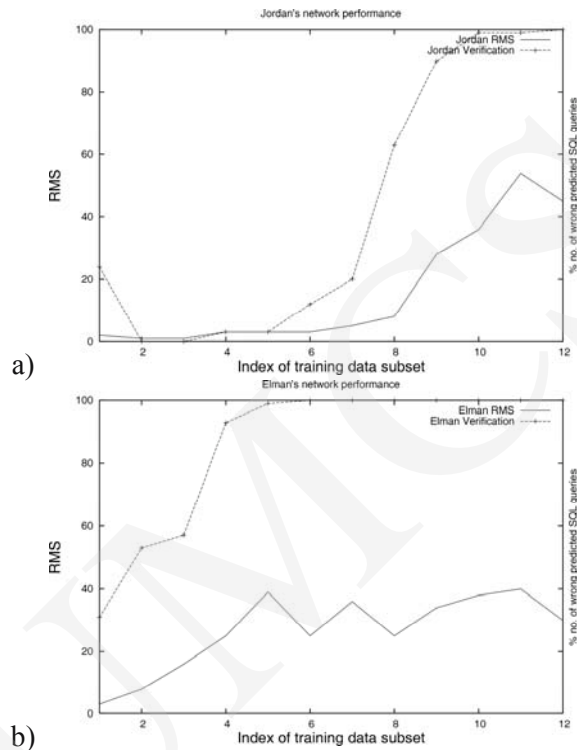 Jordan's network performance
a)
100
80
60
40
20
0
2
4
6
8
10
12
RMS
Index of training data subset
% no. of wrong predicted SQL queries
Jordan RMS
Jordan Verification
Elman's network performance
b)
100
80
60
40
20
0
2
4
6
8
10
12
RMS
Index of training data subset
% no. of wrong predicted SQL queries
Elman RMS
Elman Verification
UMCS